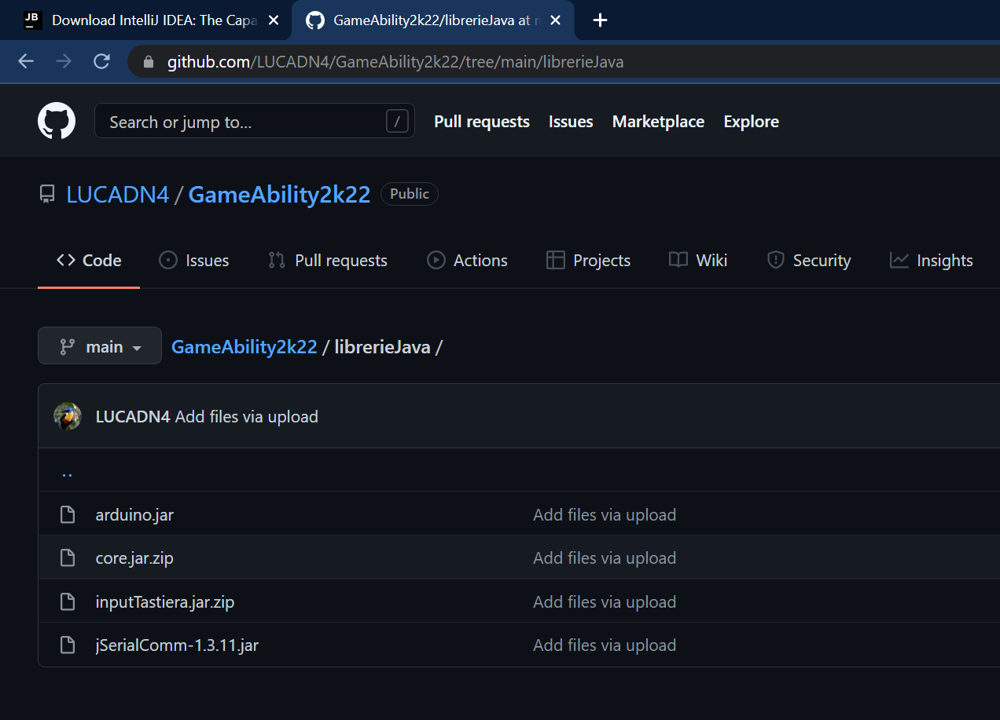 JB Download IntelliJ IDEA: The Capa GameAbility2k22/librerieJava at
github.com/LUCADN4/GameAbility2k22/tree/main/librerieJava
Search or jump to... / Pull requests Issues Marketplace Explore
LUCADN4 / GameAbility2k22 Public
Code Issues Pull requests Actions Projects Wiki Security Insights
main GameAbility2k22 / librerieJava /
LUCADN4 Add files via upload
..
arduino.jar Add files via upload
core.jar.zip Add files via upload
inputTastiera.jar.zip Add files via upload
jSerialComm-1.3.11.jar Add files via upload